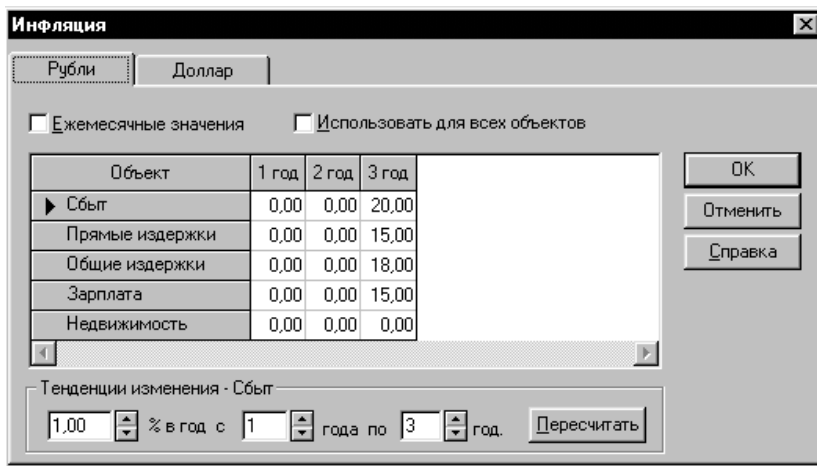 Инфляция
Рубли Доллар
Ежемесячные значения Использовать для всех объектов
Объект 1 год 2 год 3 год
Сбыт 0,00 0,00 20,00
Прямые издержки 0,00 0,00 15,00
Общие издержки 0,00 0,00 18,00
Зарплата 0,00 0,00 15,00
Недвижимость 0,00 0,00 0,00
OK
Отменить
Справка
Тенденции изменения - Сбыт
1,00 % в год с 1 года по 3 год. Пересчитать